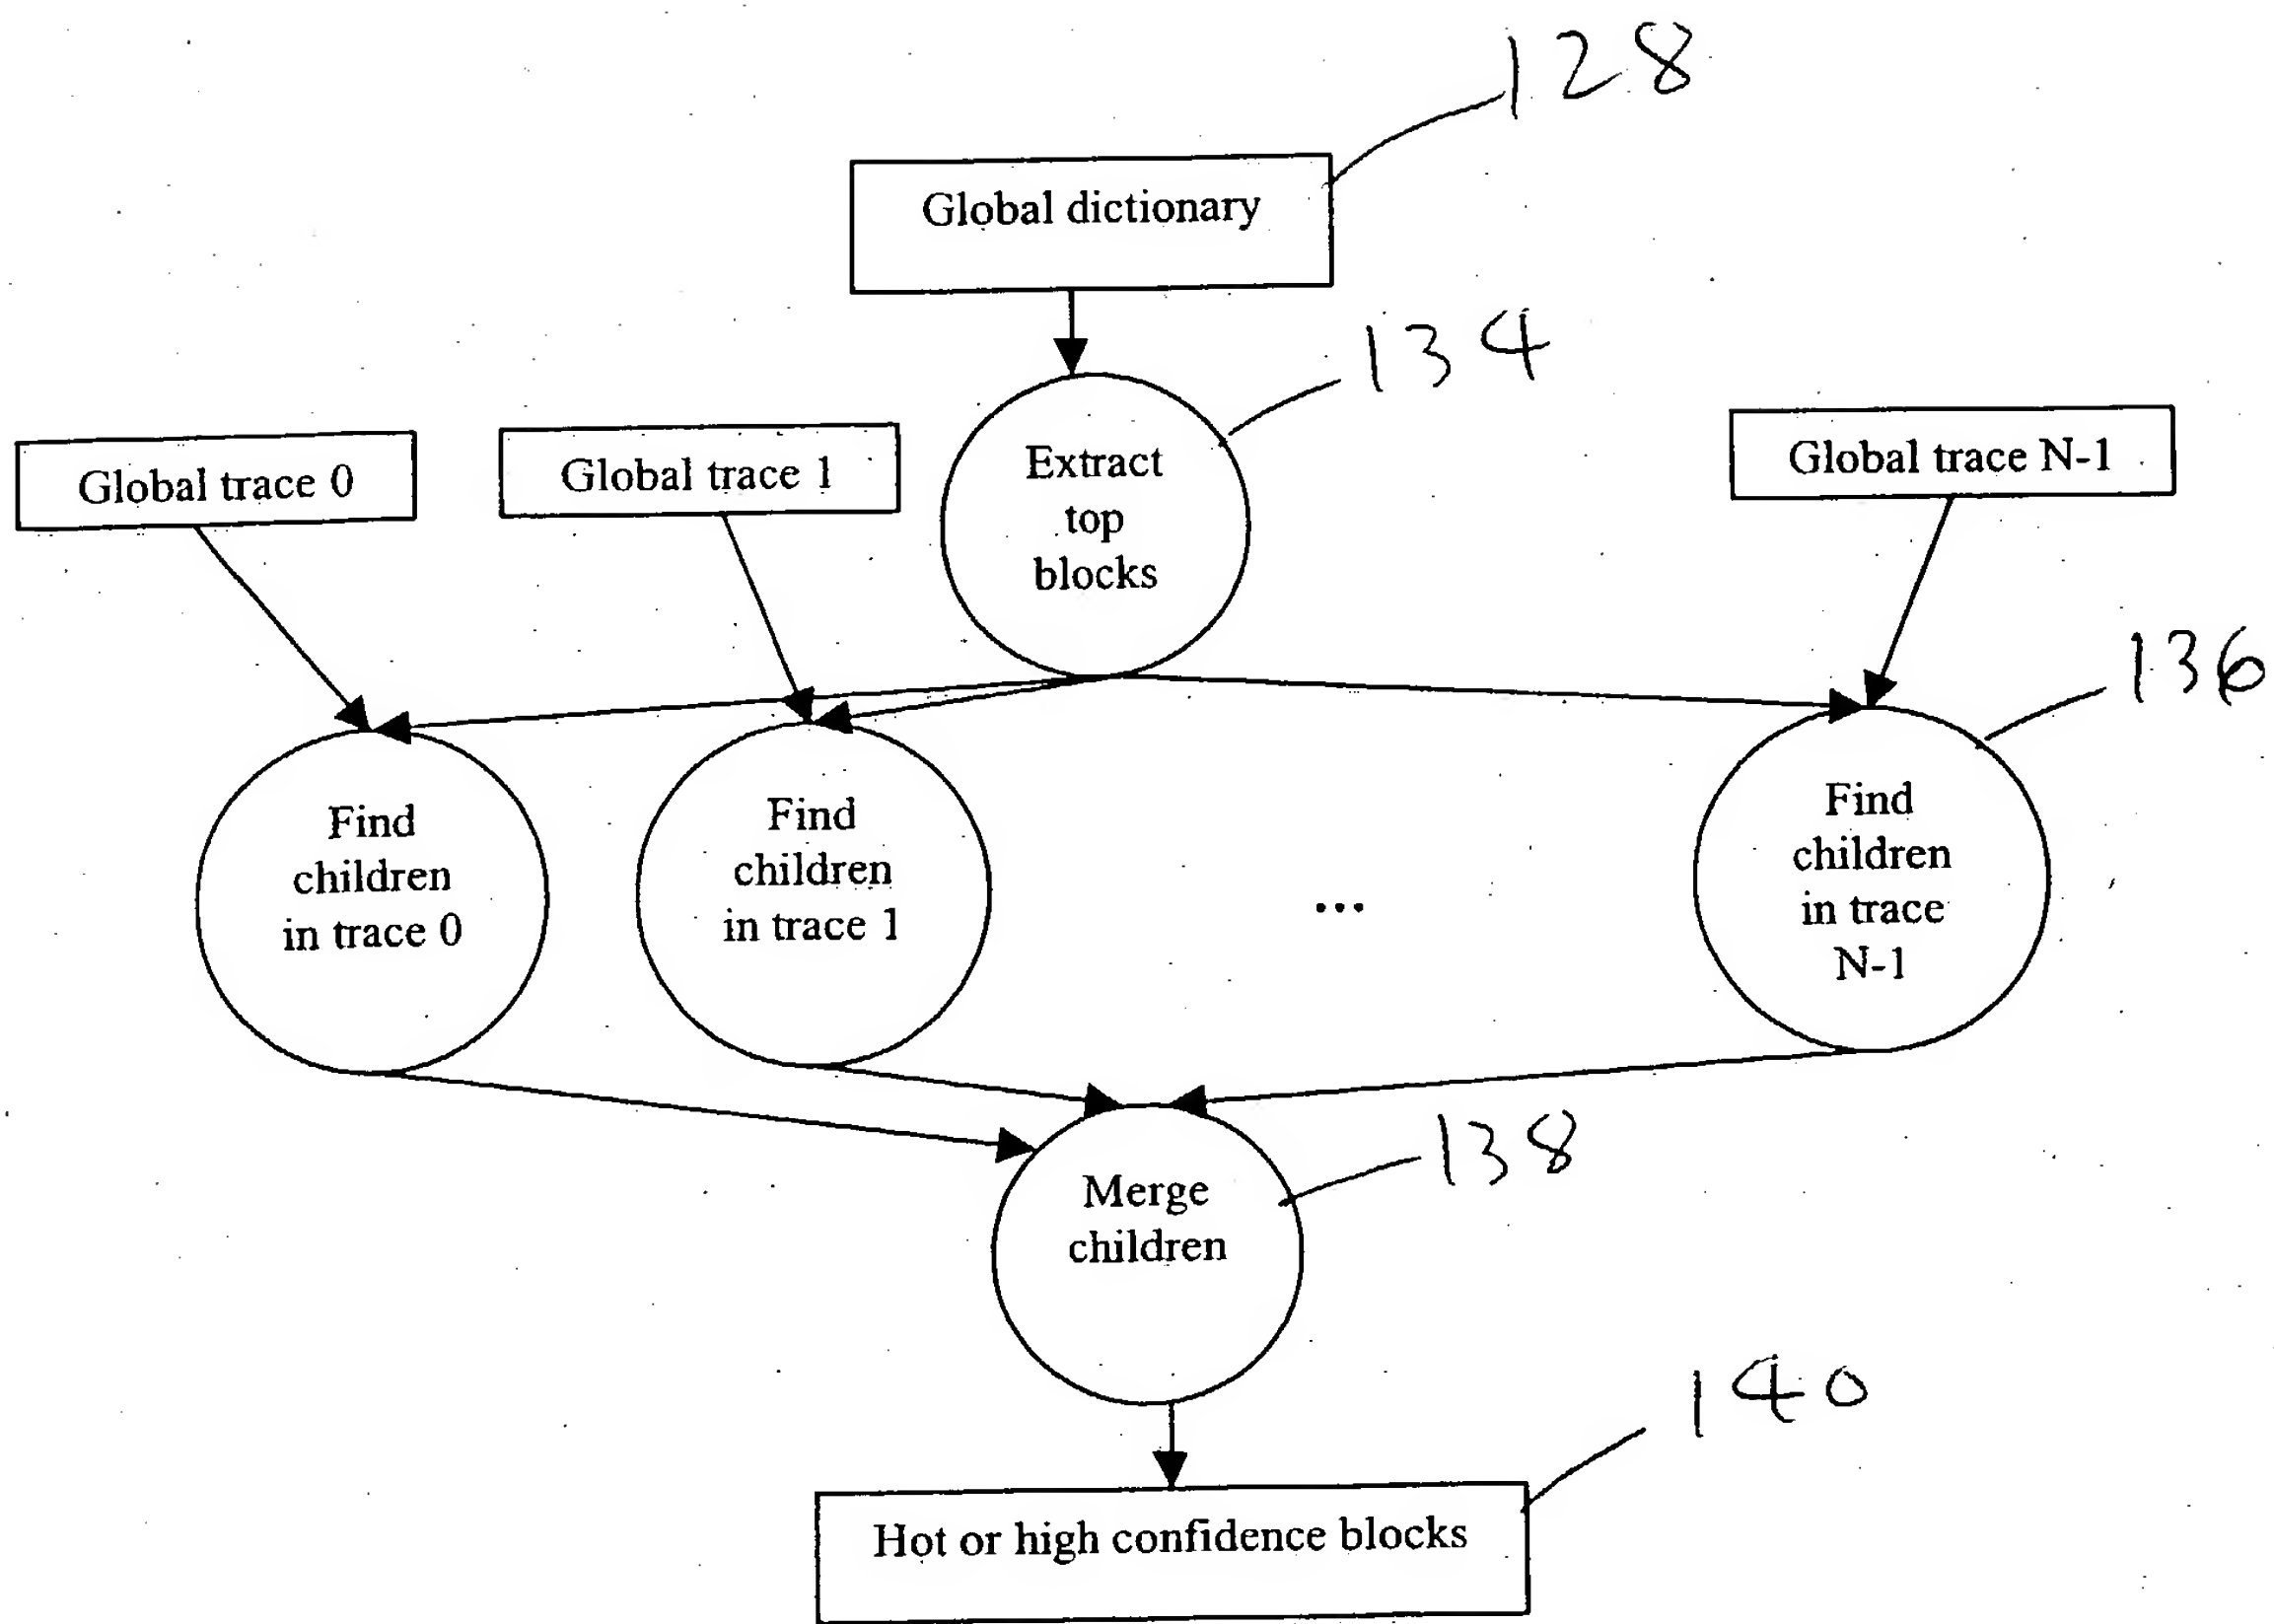 128
Global dictionary
134
Global trace 0
Global trace 1
Extract
top
blocks
Global trace N-1
136
Find
children
in trace 0
Find
children
in trace 1
...
Find
children
in trace
N-1
138
Merge
children
140
Hot or high confidence blocks